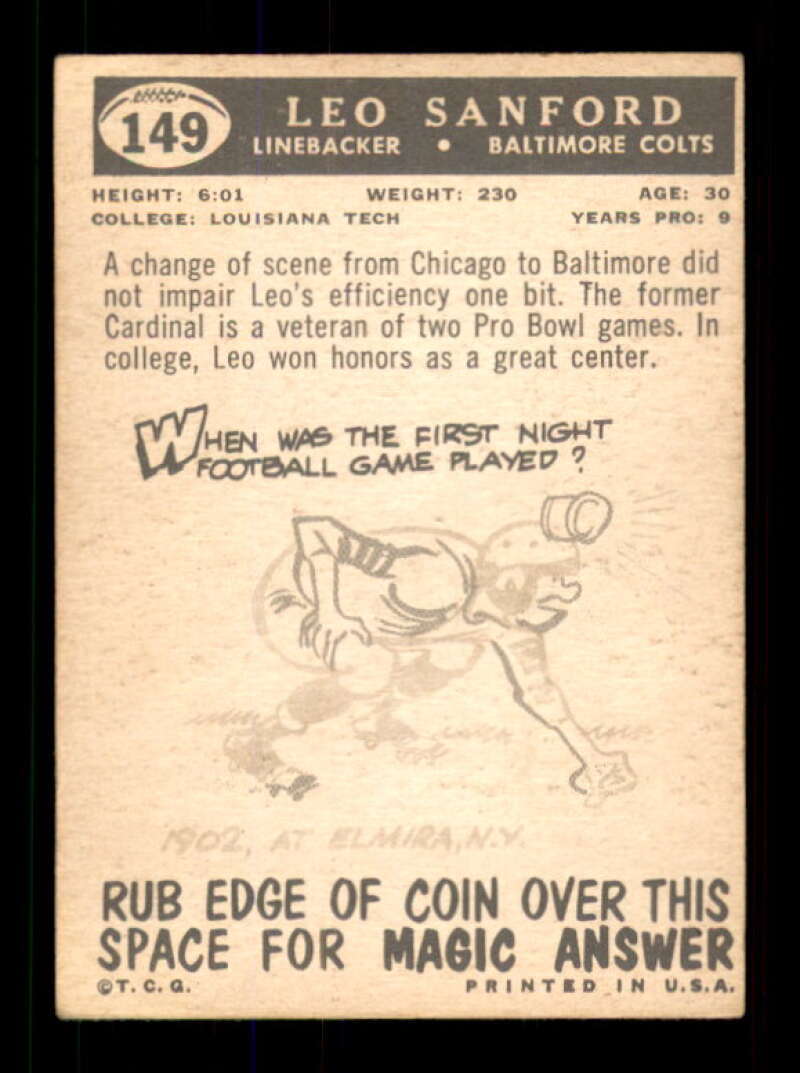 149
LEO SANFORD
LINEBACKER • BALTIMORE COLTS
HEIGHT: 6:01 WEIGHT: 230 AGE: 30
COLLEGE: LOUISIANA TECH YEARS PRO: 9
A change of scene from Chicago to Baltimore did
not impair Leo's efficiency one bit. The former
Cardinal is a veteran of two Pro Bowl games. In
college, Leo won honors as a great center.
WHEN WAS THE FIRST NIGHT
FOOTBALL GAME PLAYED?
1902, AT ELMIRA, N.Y.
RUB EDGE OF COIN OVER THIS
SPACE FOR MAGIC ANSWER
©T. C. G. PRINTED IN U.S.A.